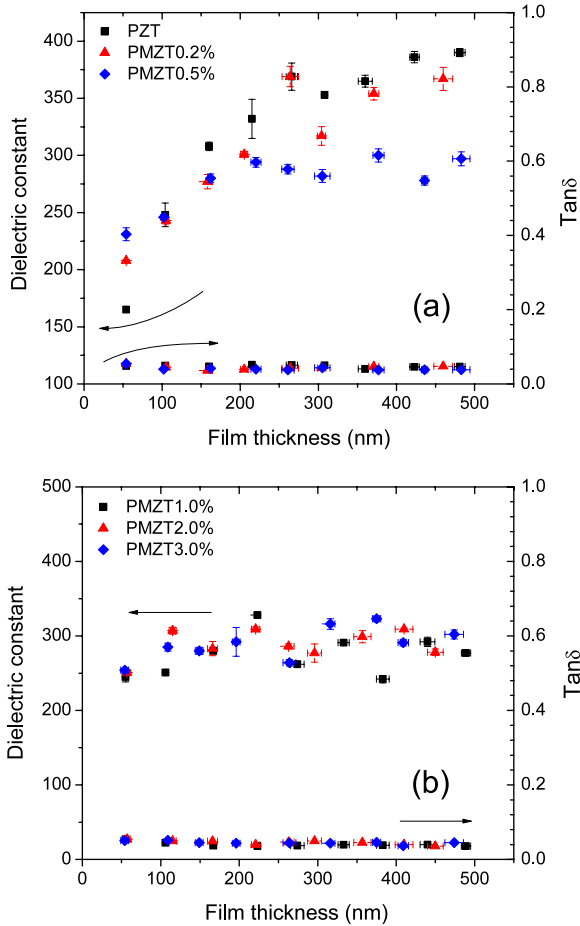 PZT
PMZT0.2%
PMZT0.5%
400
350
300
250
200
150
100
Dielectric constant
1.0
0.8
0.6
0.4
0.2
0.0
Tanδ
(a)
0 100 200 300 400 500
Film thickness (nm)
PMZT1.0%
PMZT2.0%
PMZT3.0%
500
400
300
200
100
0
Dielectric constant
1.0
0.8
0.6
0.4
0.2
0.0
Tanδ
(b)
0 100 200 300 400 500
Film thickness (nm)